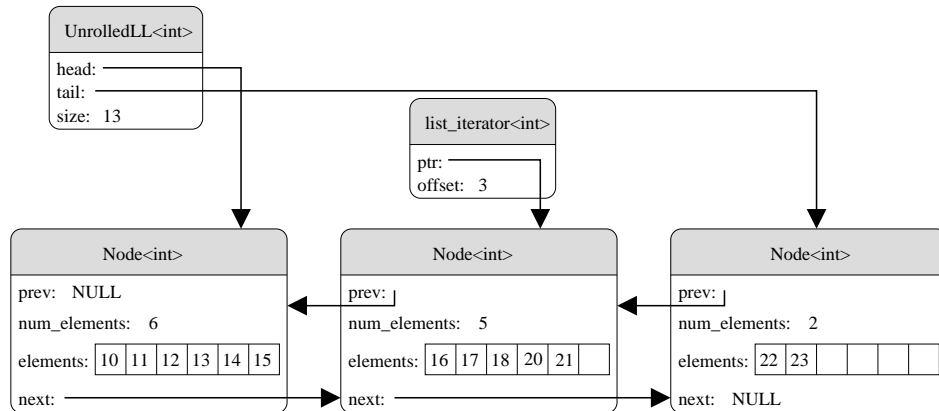 UnrolledLL<int>
head:
tail:
size: 13
list_iterator<int>
ptr:
offset: 3
Node<int>
prev: NULL
num_elements: 6
elements: 10 11 12 13 14 15
next:
Node<int>
prev:
num_elements: 5
elements: 16 17 18 20 21
next:
Node<int>
prev:
num_elements: 2
elements: 22 23
next: NULL